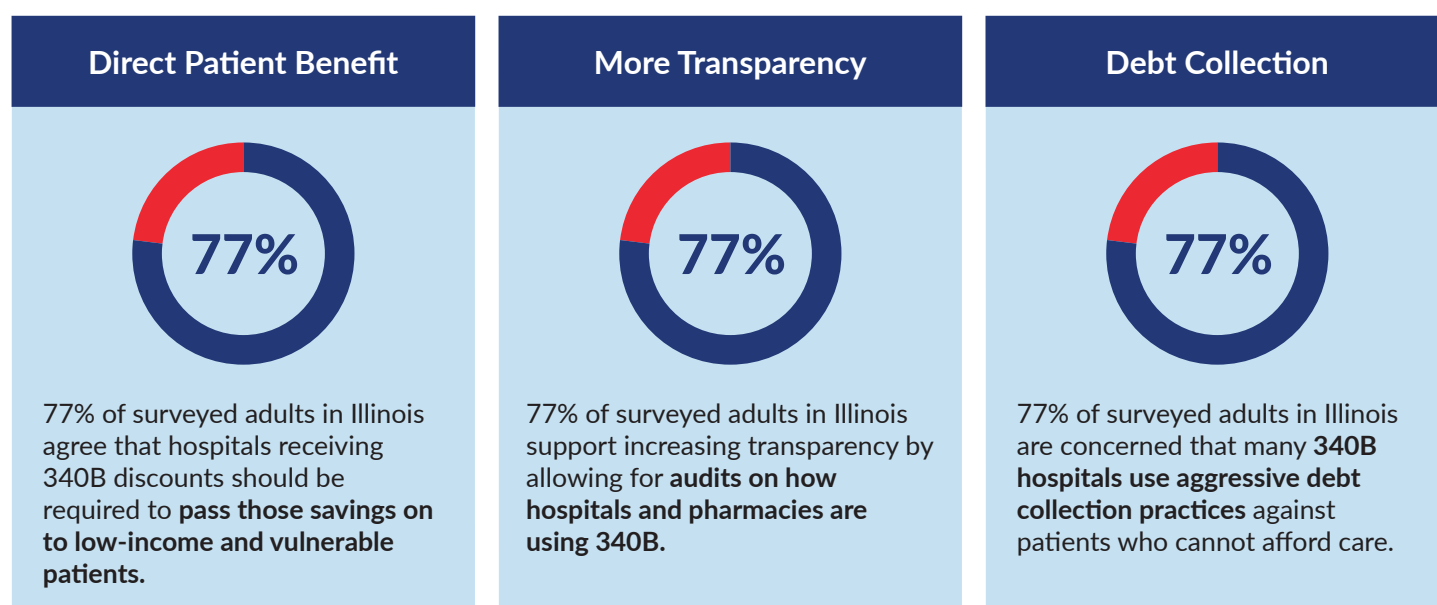 Direct Patient Benefit
77%
77% of surveyed adults in Illinois
agree that hospitals receiving
340B discounts should be
required to pass those savings on
to low-income and vulnerable
patients.
More Transparency
77%
77% of surveyed adults in Illinois
support increasing transparency by
allowing for audits on how
hospitals and pharmacies are
using 340B.
Debt Collection
77%
77% of surveyed adults in Illinois
are concerned that many 340B
hospitals use aggressive debt
collection practices against
patients who cannot afford care.